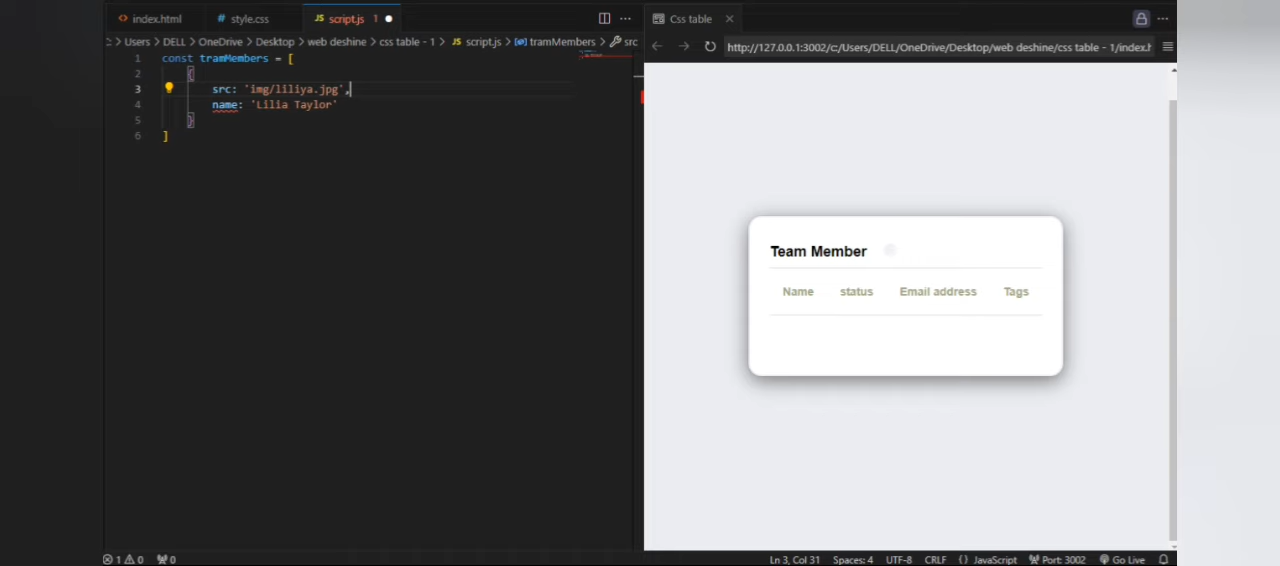 index.html
# style.css
JS script.js 1
Users > DELL > OneDrive > Desktop > web deshine > css table - 1 > JS script.js > tramMembers > src
1 const tramMembers = [
2 {
3 src: 'img/liliya.jpg',
4 name: 'Lilia Taylor'
5 }
6 ]
Css table
http://127.0.0.1:3002/c:/Users/DELL/OneDrive/Desktop/web deshine/css table - 1/index.h
Team Member
Name status Email address Tags
1 0 0
Ln 3, Col 31 Spaces: 4 UTF-8 CRLF {} JavaScript Port: 3002 Go Live